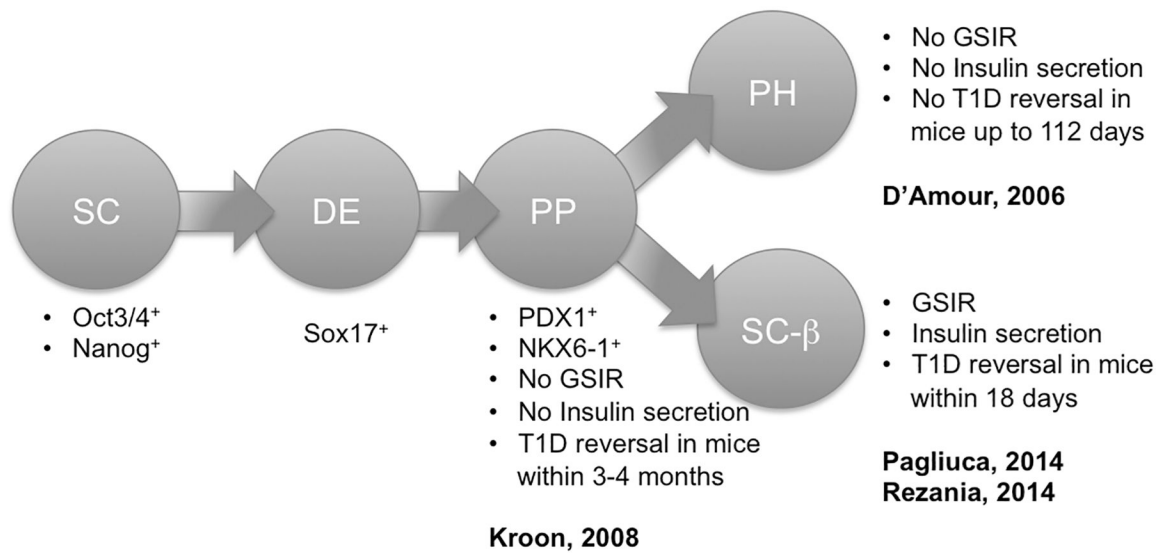 SC
• Oct3/4⁺
• Nanog⁺
DE
Sox17⁺
PP
• PDX1⁺
• NKX6-1⁺
• No GSIR
• No Insulin secretion
• T1D reversal in mice
within 3-4 months
Kroon, 2008
PH
• No GSIR
• No Insulin secretion
• No T1D reversal in
mice up to 112 days
D’Amour, 2006
SC-β
• GSIR
• Insulin secretion
• T1D reversal in mice
within 18 days
Pagliuca, 2014
Rezania, 2014